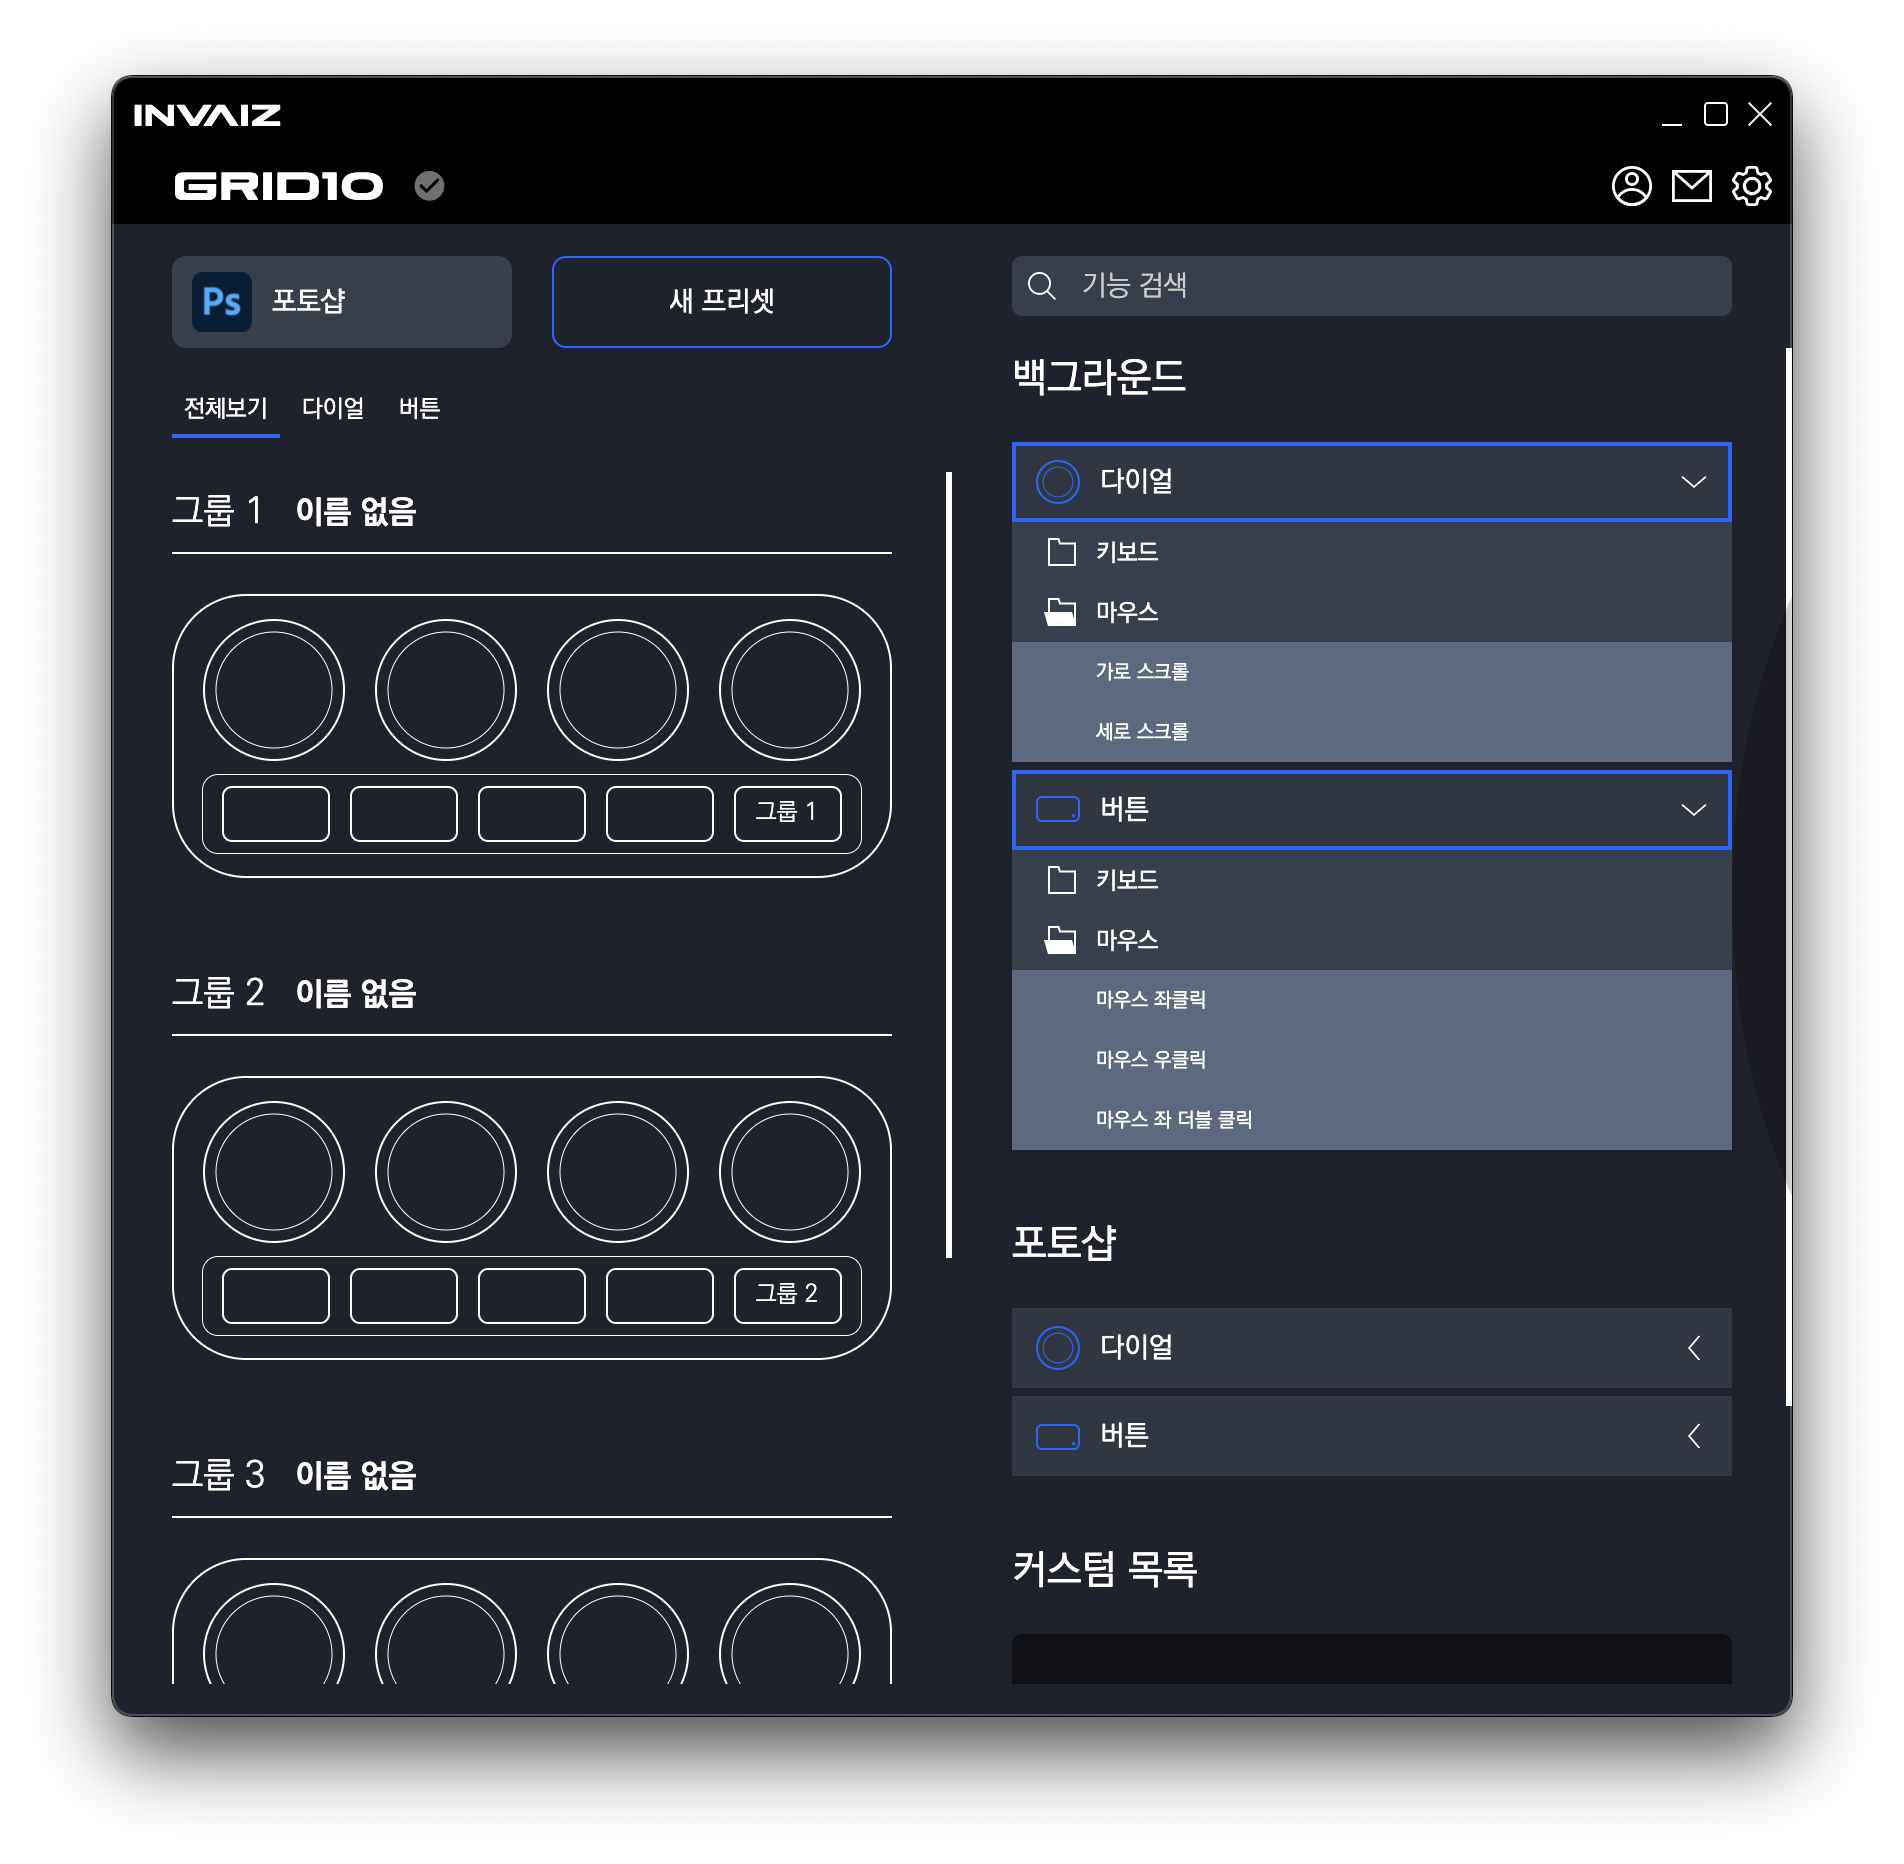 INVAIZ
GRID10
Ps 포토샵
새 프리셋
전체보기 다이얼 버튼
그룹 1 이름 없음
그룹 1
그룹 2 이름 없음
그룹 2
그룹 3 이름 없음
기능 검색
백그라운드
다이얼
키보드
마우스
가로 스크롤
세로 스크롤
버튼
키보드
마우스
마우스 좌클릭
마우스 우클릭
마우스 좌 더블 클릭
포토샵
다이얼
버튼
커스텀 목록